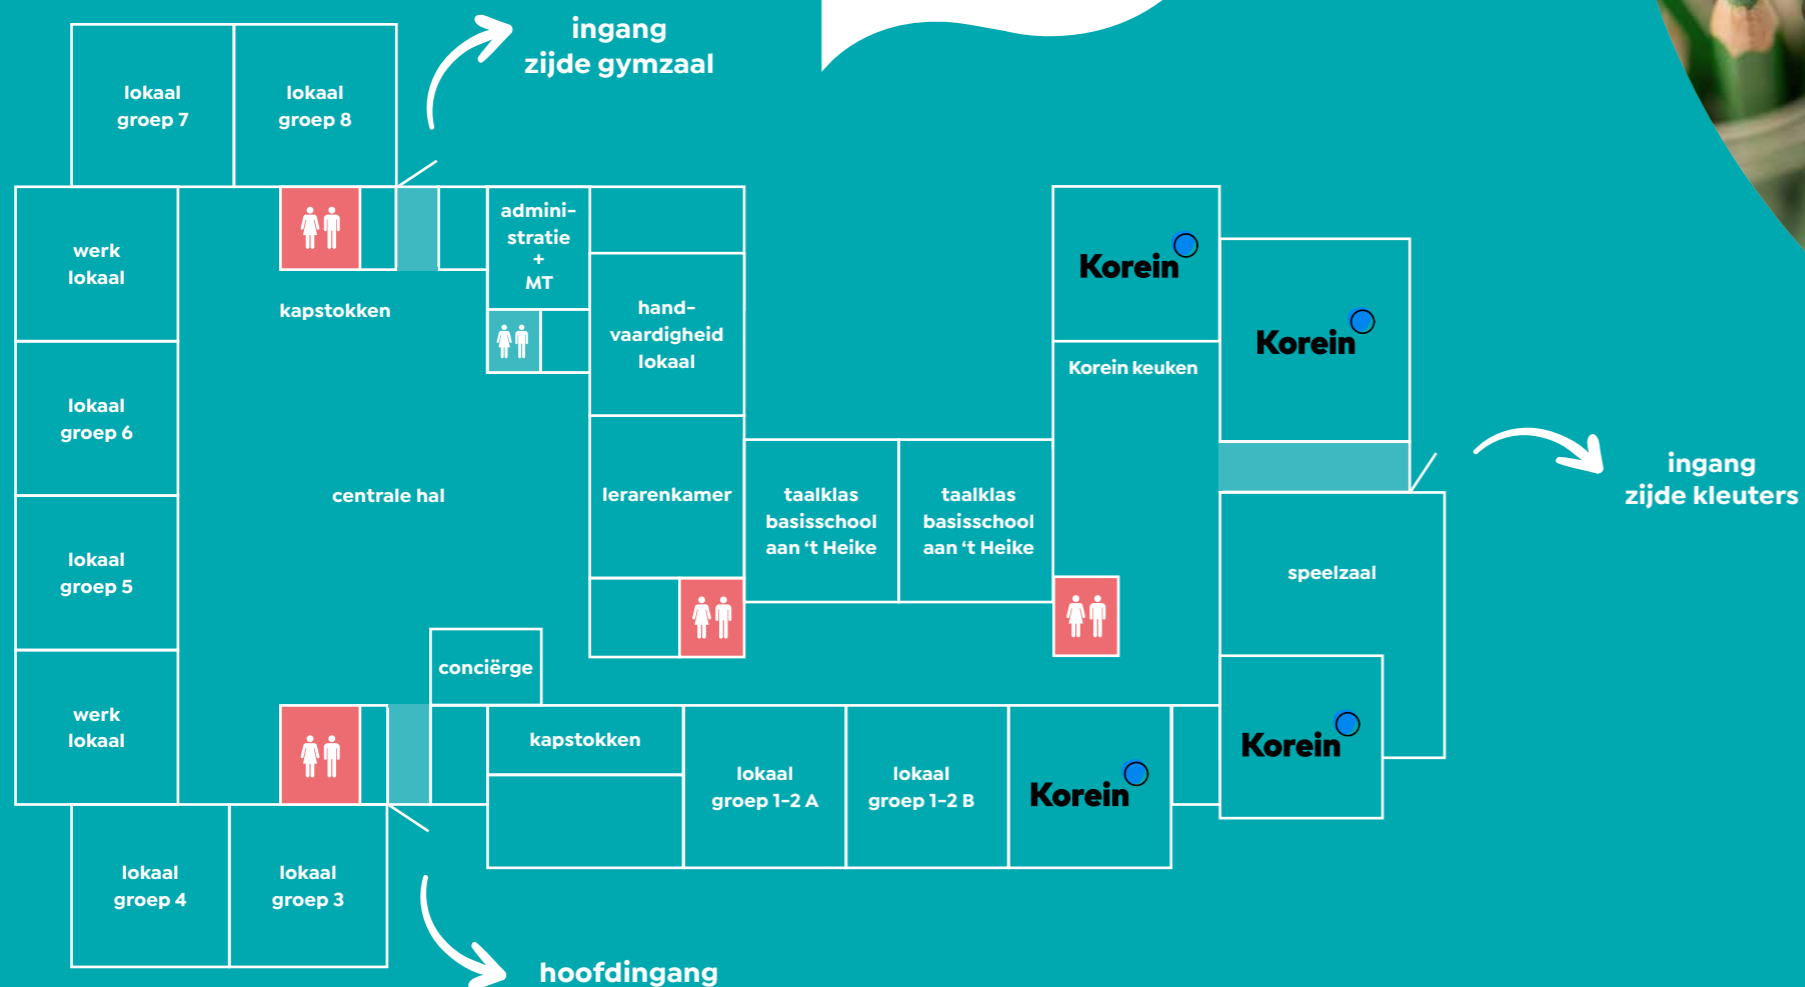 ingang
zijde gymzaal
lokaal
groep 7
lokaal
groep 8
werk
lokaal
kapstokken
admini-
stratie
+
MT
hand-
vaardigheid
lokaal
Korein
Korein
Korein keuken
lokaal
groep 6
centrale hal
lerarenkamer
taalklas
basisschool
aan ‘t Heike
taalklas
basisschool
aan ‘t Heike
ingang
zijde kleuters
lokaal
groep 5
speelzaal
conciërge
werk
lokaal
kapstokken
lokaal
groep 1-2 A
lokaal
groep 1-2 B
Korein
Korein
lokaal
groep 4
lokaal
groep 3
hoofdingang